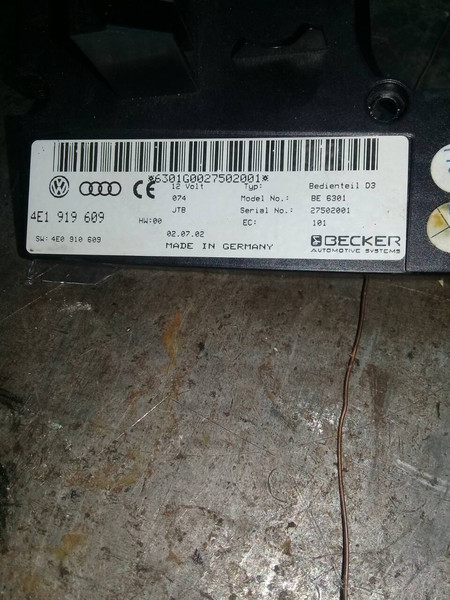 *6301G0027502001*
12 Volt Typ: Bedienteil D3
074 Model No.: BE 6301
4E1 919 609 JTB Serial No.: 27502001
HW:00 EC: 101
SW: 4E0 910 609 02.07.02
BECKER
AUTOMOTIVE SYSTEMS
MADE IN GERMANY